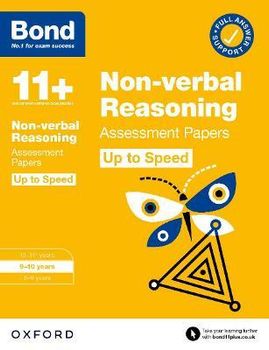 Bond
No.1 for exam success
11+
Non-verbal
Reasoning
Assessment
Papers
Up to Speed
9-10 years
OXFORD
FULL ANSWER
SUPPORT
Non-verbal
Reasoning
Assessment Papers
Up to Speed
Take your learning further
with bond11plus.co.uk